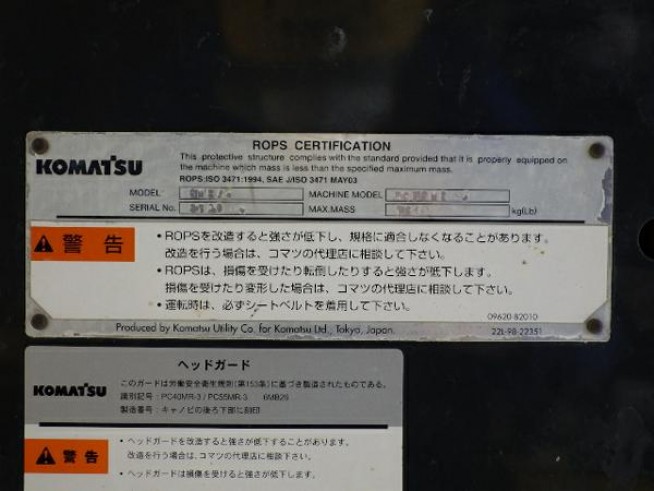 ROPS CERTIFICATION
KOMATSU
This protective structure complies with the standard provided that it is properly equipped on
the machine which mass is less than the specified maximum mass.
ROPS:ISO 3471:1994, SAE J/ISO 3471 MAY03
MODEL MACHINE MODEL
SERIAL No. MAX.MASS kg(Lb)
警告
・ROPSを改造すると強さが低下し、規格に適合しなくなることがあります。
改造を行う場合は、コマツの代理店に相談して下さい。
・ROPSは、損傷を受けたり転倒したりすると強さが低下します。
損傷を受けたり変形した場合は、コマツの代理店に相談して下さい。
・運転時は、必ずシートベルトを着用して下さい。
09620-B2010
Produced by Komatsu Utility Co. for Komatsu Ltd., Tokyo, Japan. 22L-98-22351
ヘッドガード
KOMATSU
このガードは労働安全衛生規則(第153条)に基づき製造されたものである。
識別記号:PC40MR-3/PC55MR-3 6MB29
製造番号:キャノピの後ろ下部に刻印
警告
・ヘッドガードを改造すると強さが低下することがあります。
改造を行う場合は、コマツの代理店に相談して下さい。
・ヘッドガードは損傷を受けると強さが低下します。